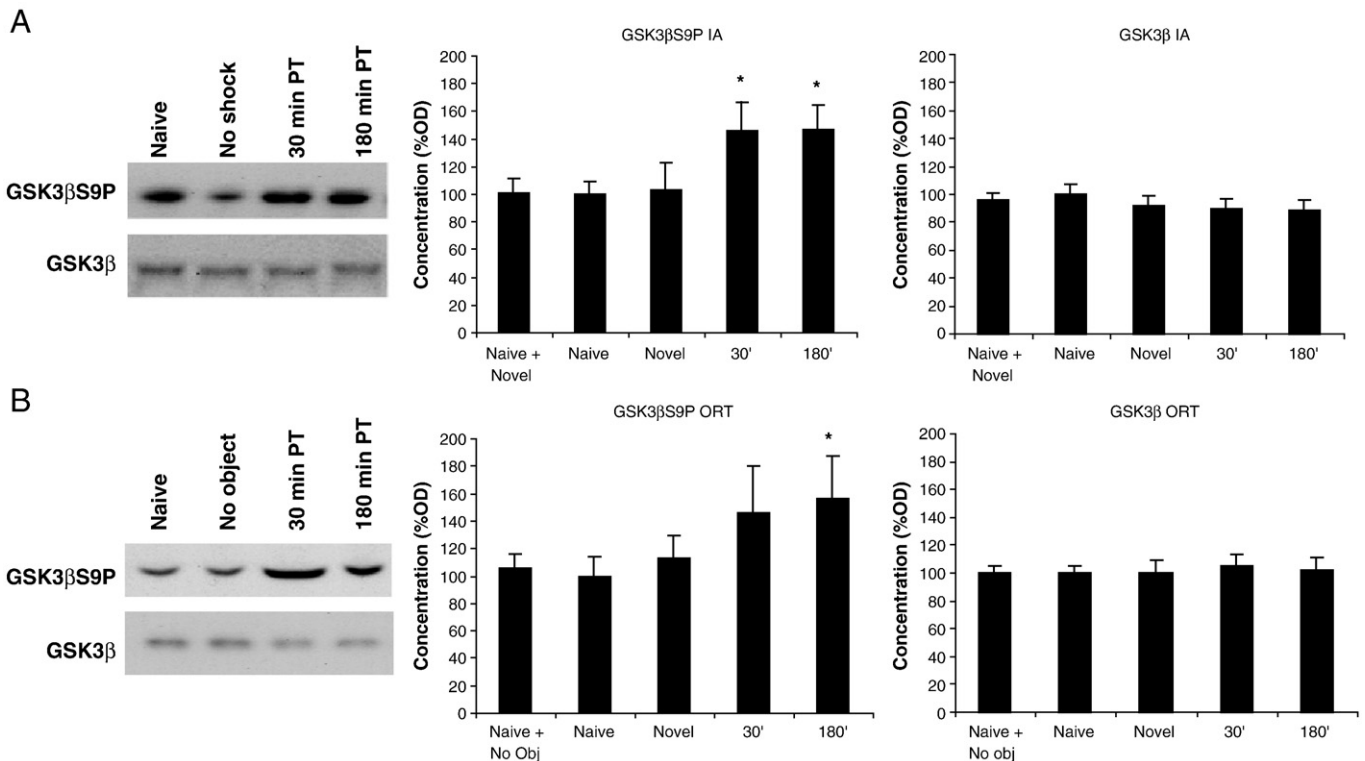 A
Naive
No shock
30 min PT
180 min PT
GSK3βS9P
GSK3β
GSK3βS9P IA
Concentration (%OD)
200
180
160
140
120
100
80
60
40
20
0
*
*
Naive +
Novel
Naive
Novel
30'
180'
GSK3β IA
Concentration (%OD)
200
180
160
140
120
100
80
60
40
20
0
Naive +
Novel
Naive
Novel
30'
180'
B
Naive
No object
30 min PT
180 min PT
GSK3βS9P
GSK3β
GSK3βS9P ORT
Concentration (%OD)
200
180
160
140
120
100
80
60
40
20
0
*
Naive +
No Obj
Naive
Novel
30'
180'
GSK3β ORT
Concentration (%OD)
200
180
160
140
120
100
80
60
40
20
0
Naive +
No obj
Naive
Novel
30'
180'